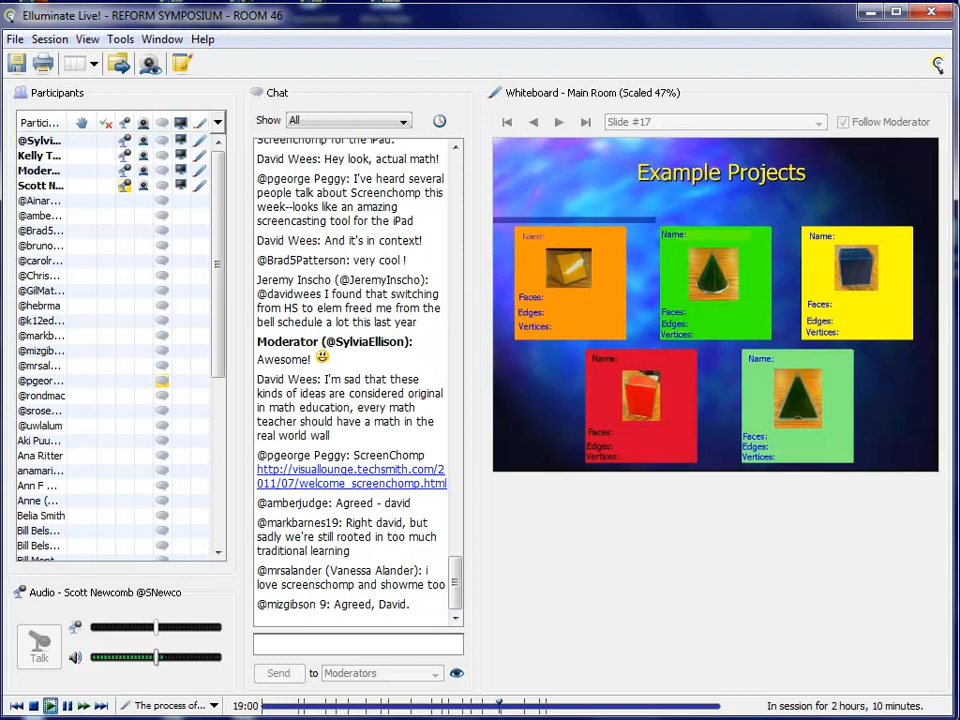 Elluminate Live! - REFORM SYMPOSIUM - ROOM 46
File Session View Tools Window Help
Participants
Partici...
@Sylvi...
Kelly T...
Moder...
Scott N...
@Ainar...
@ambe...
@Brad5...
@bruno...
@carolr...
@Chris...
@GilMat...
@hebrma
@k12ed...
@markb...
@mizgib...
@mrsal...
@pgeor...
@rondmac
@srose...
@uwlalum
Aki Puu...
Ana Ritter
anamari...
Ann F ...
Anne (...
Belia Smith
Bill Bels...
Bill Bels...
Bill Mont...
Audio - Scott Newcomb @SNewco
Talk
Chat
Show All
Screenchomp for the iPad.
David Wees: Hey look, actual math!
@pgeorge Peggy: I've heard several
people talk about Screenchomp this
week--looks like an amazing
screencasting tool for the iPad
David Wees: And it's in context!
@Brad5Patterson: very cool !
Jeremy Inscho (@JeremyInscho):
@davidwees I found that switching
from HS to elem freed me from the
bell schedule a lot this last year
Moderator (@SylviaEllison):
Awesome!
David Wees: I'm sad that these
kinds of ideas are considered original
in math education, every math
teacher should have a math in the
real world wall
@pgeorge Peggy: ScreenChomp
http://visuallounge.techsmith.com/2
011/07/welcome_screenchomp.html
@amberjudge: Agreed - david
@markbarnes19: Right david, but
sadly we're still rooted in too much
traditional learning
@mrsalander (Vanessa Alander): i
love screenschomp and showme too
@mizgibson 9: Agreed, David.
Send to Moderators
Whiteboard - Main Room (Scaled 47%)
Slide #17
Follow Moderator
Example Projects
Name:
Faces:
Edges:
Vertices:
Name:
Faces:
Edges:
Vertices:
Name:
Faces:
Edges:
Vertices:
Name:
Faces:
Edges:
Vertices:
Name:
Faces:
Edges:
Vertices:
The process of...
19:00
In session for 2 hours, 10 minutes.